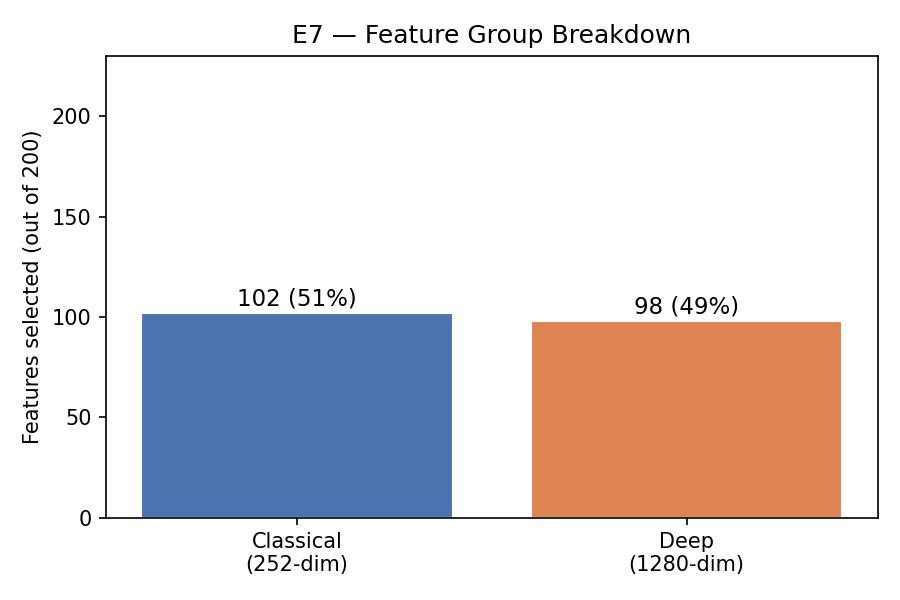 E7 — Feature Group Breakdown
Features selected (out of 200)
200
150
100
50
0
102 (51%)
98 (49%)
Classical
(252-dim)
Deep
(1280-dim)